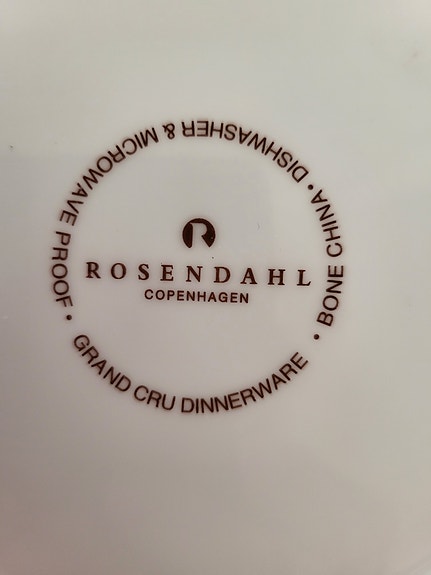 R
ROSENDAHL
COPENHAGEN
GRAND CRU DINNERWARE • BONE CHINA • DISHWASHER & MICROWAVE PROOF •